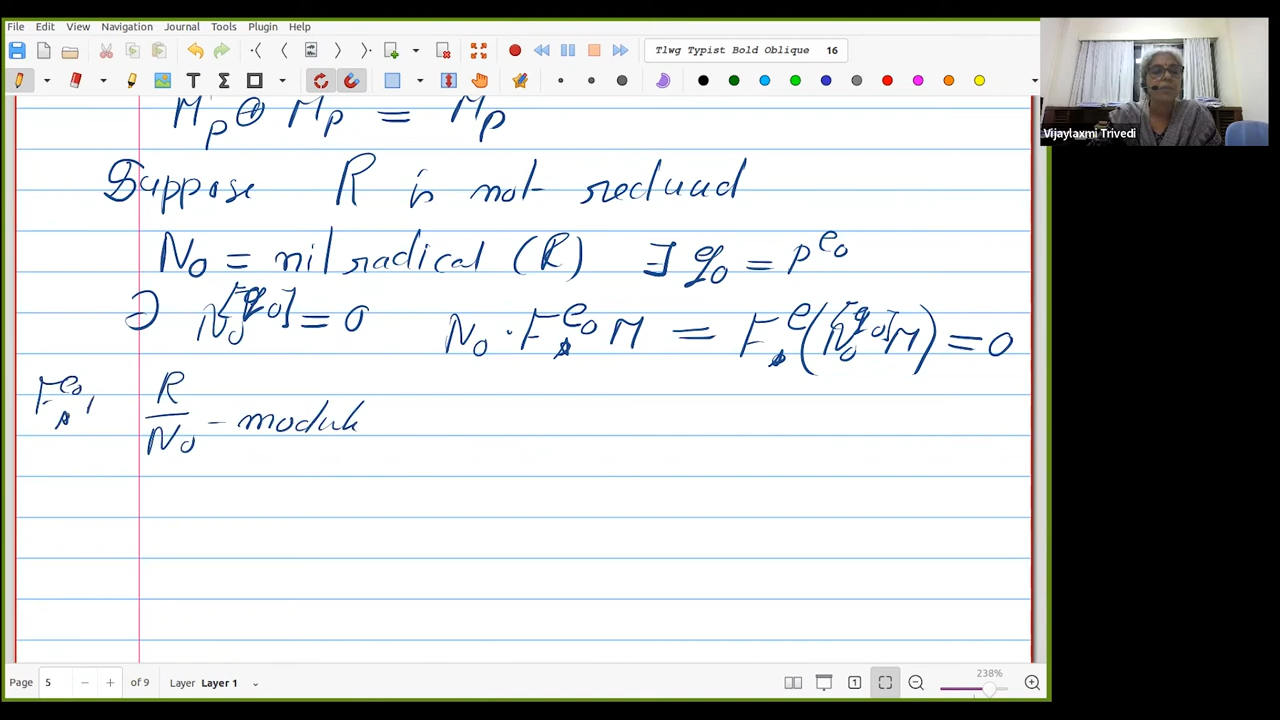 File Edit View Navigation Journal Tools Plugin Help
Tlwg Typist Bold Oblique 16
M_p ⊕ M_p = M_p
Suppose R is not reduced
N_0 = nil radical (R) ∃ q_0 = p^{e_0}
∋ N_0^{[q_0]} = 0 N_0 · F_*^{e_0} M = F_*^{e}(N_0^{[q_0]} M) = 0
F_*^{e_0} R/N_0 - module
Vijaylaxmi Trivedi
Page 5 of 9 Layer Layer 1 238%